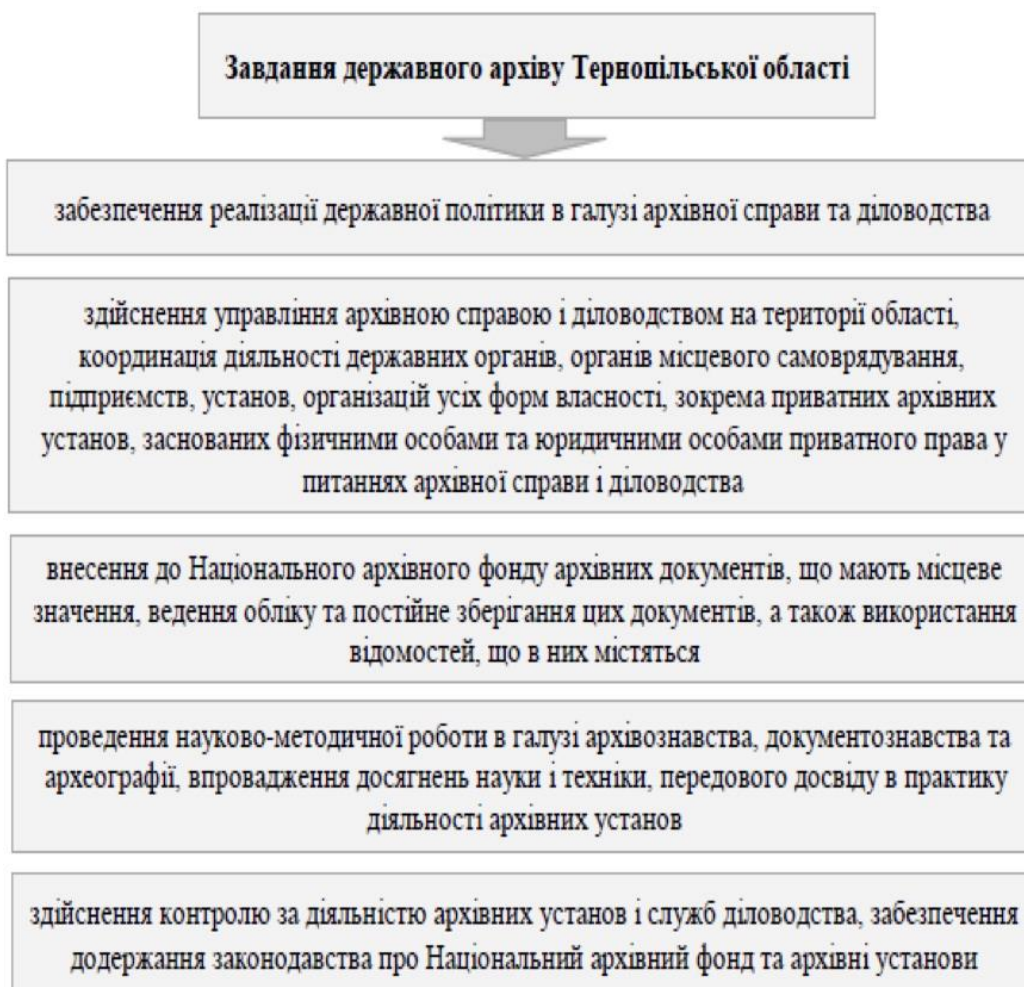 Завдання державного архіву Тернопільської області
забезпечення реалізації державної політики в галузі архівної справи та діловодства
здійснення управління архівною справою і діловодством на території області,
координація діяльності державних органів, органів місцевого самоврядування,
підприємств, установ, організацій усіх форм власності, зокрема приватних архівних
установ, заснованих фізичними особами та юридичними особами приватного права у
питаннях архівної справи і діловодства
внесення до Національного архівного фонду архівних документів, що мають місцеве
значення, ведення обліку та постійне зберігання цих документів, а також використання
відомостей, що в них містяться
проведення науково-методичної роботи в галузі архівознавства, документознавства та
археографії, впровадження досягнень науки і техніки, передового досвіду в практику
діяльності архівних установ
здійснення контролю за діяльністю архівних установ і служб діловодства, забезпечення
додержання законодавства про Національний архівний фонд та архівні установи